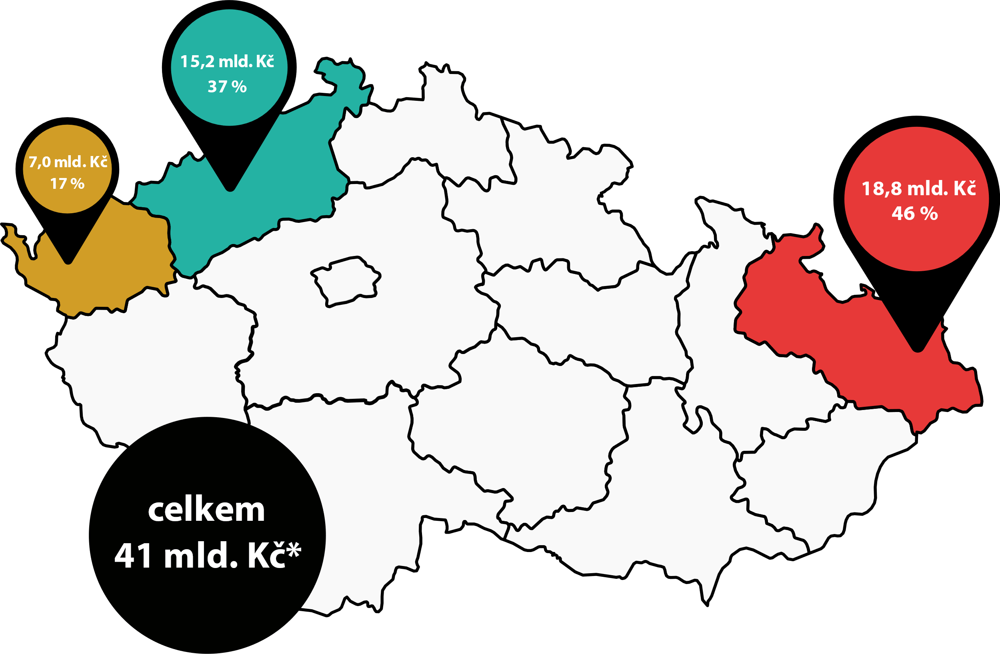 15,2 mld. Kč
37 %
7,0 mld. Kč
17 %
18,8 mld. Kč
46 %
celkem
41 mld. Kč*